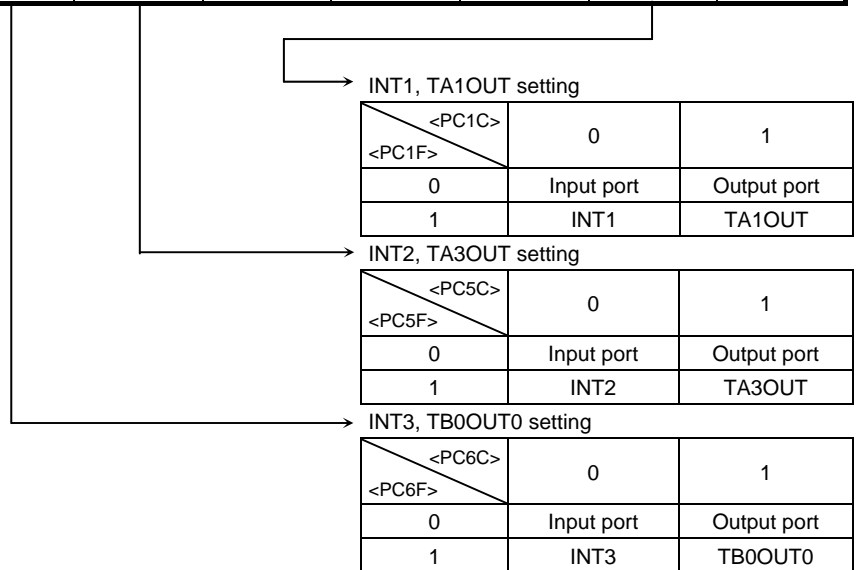 INT1, TA1OUT setting
<PC1C>
<PC1F>
0 1
0 Input port Output port
1 INT1 TA1OUT
INT2, TA3OUT setting
<PC5C>
<PC5F>
0 1
0 Input port Output port
1 INT2 TA3OUT
INT3, TB0OUT0 setting
<PC6C>
<PC6F>
0 1
0 Input port Output port
1 INT3 TB0OUT0